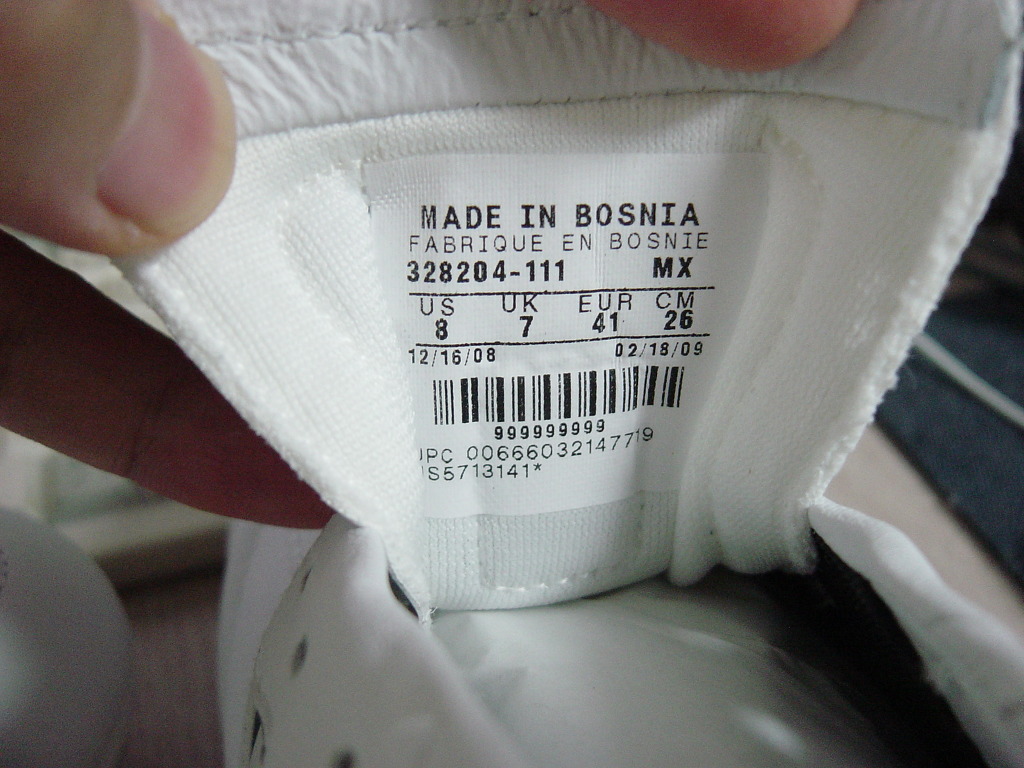 MADE IN BOSNIA
FABRIQUE EN BOSNIE
328204-111 MX
US UK EUR CM
8 7 41 26
12/16/08 02/18/09
999999999
UPC 00666032147719
S5713141*